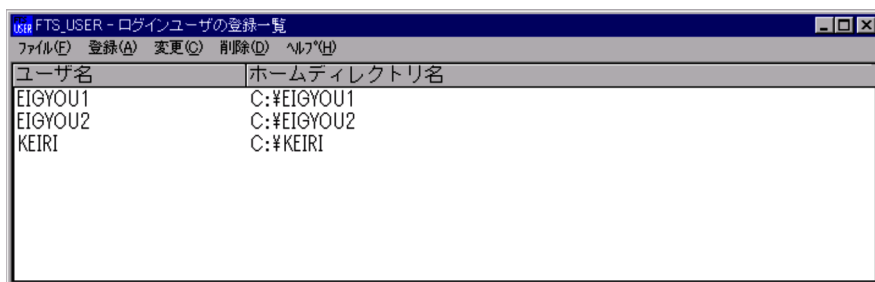 USER FTS_USER - ログインユーザの登録一覧
ファイル(F) 登録(A) 変更(C) 削除(D) ヘルプ(H)
ユーザ名 ホームディレクトリ名
EIGYOU1 C:¥EIGYOU1
EIGYOU2 C:¥EIGYOU2
KEIRI C:¥KEIRI